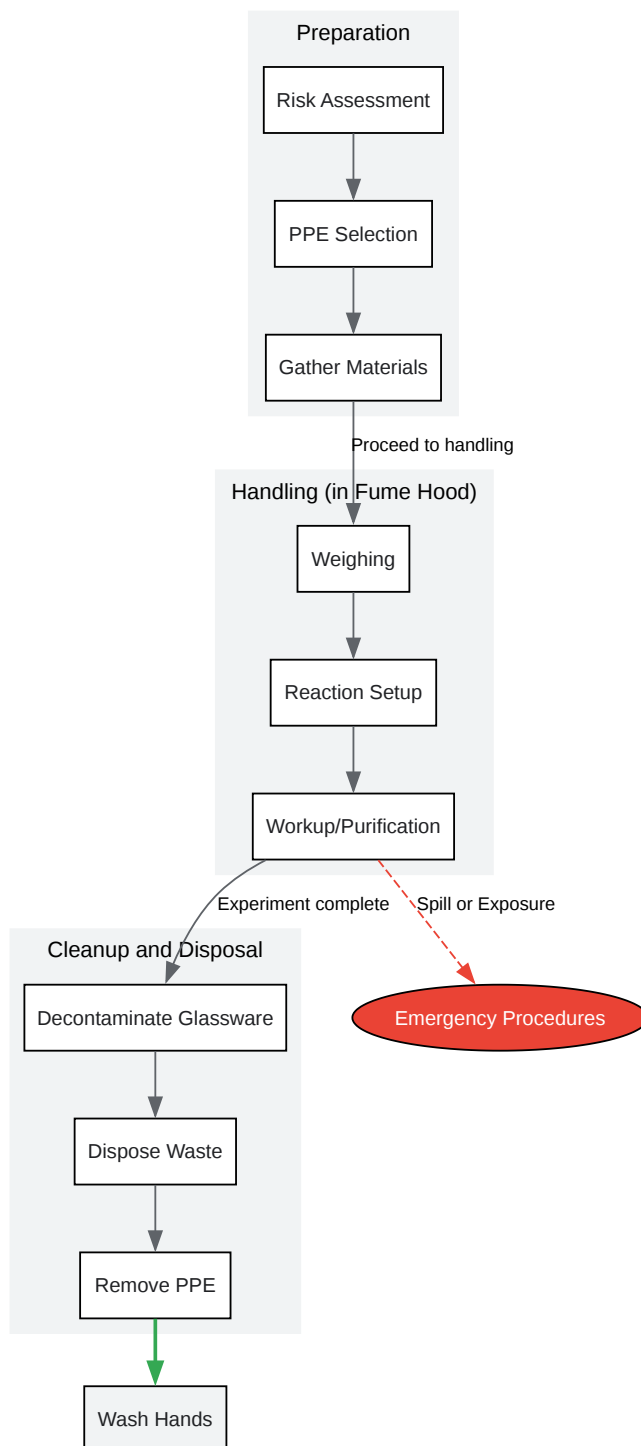 Preparation
Risk Assessment
PPE Selection
Gather Materials
Proceed to handling
Handling (in Fume Hood)
Weighing
Reaction Setup
Workup/Purification
Experiment complete
Spill or Exposure
Cleanup and Disposal
Decontaminate Glassware
Emergency Procedures
Dispose Waste
Remove PPE
Wash Hands